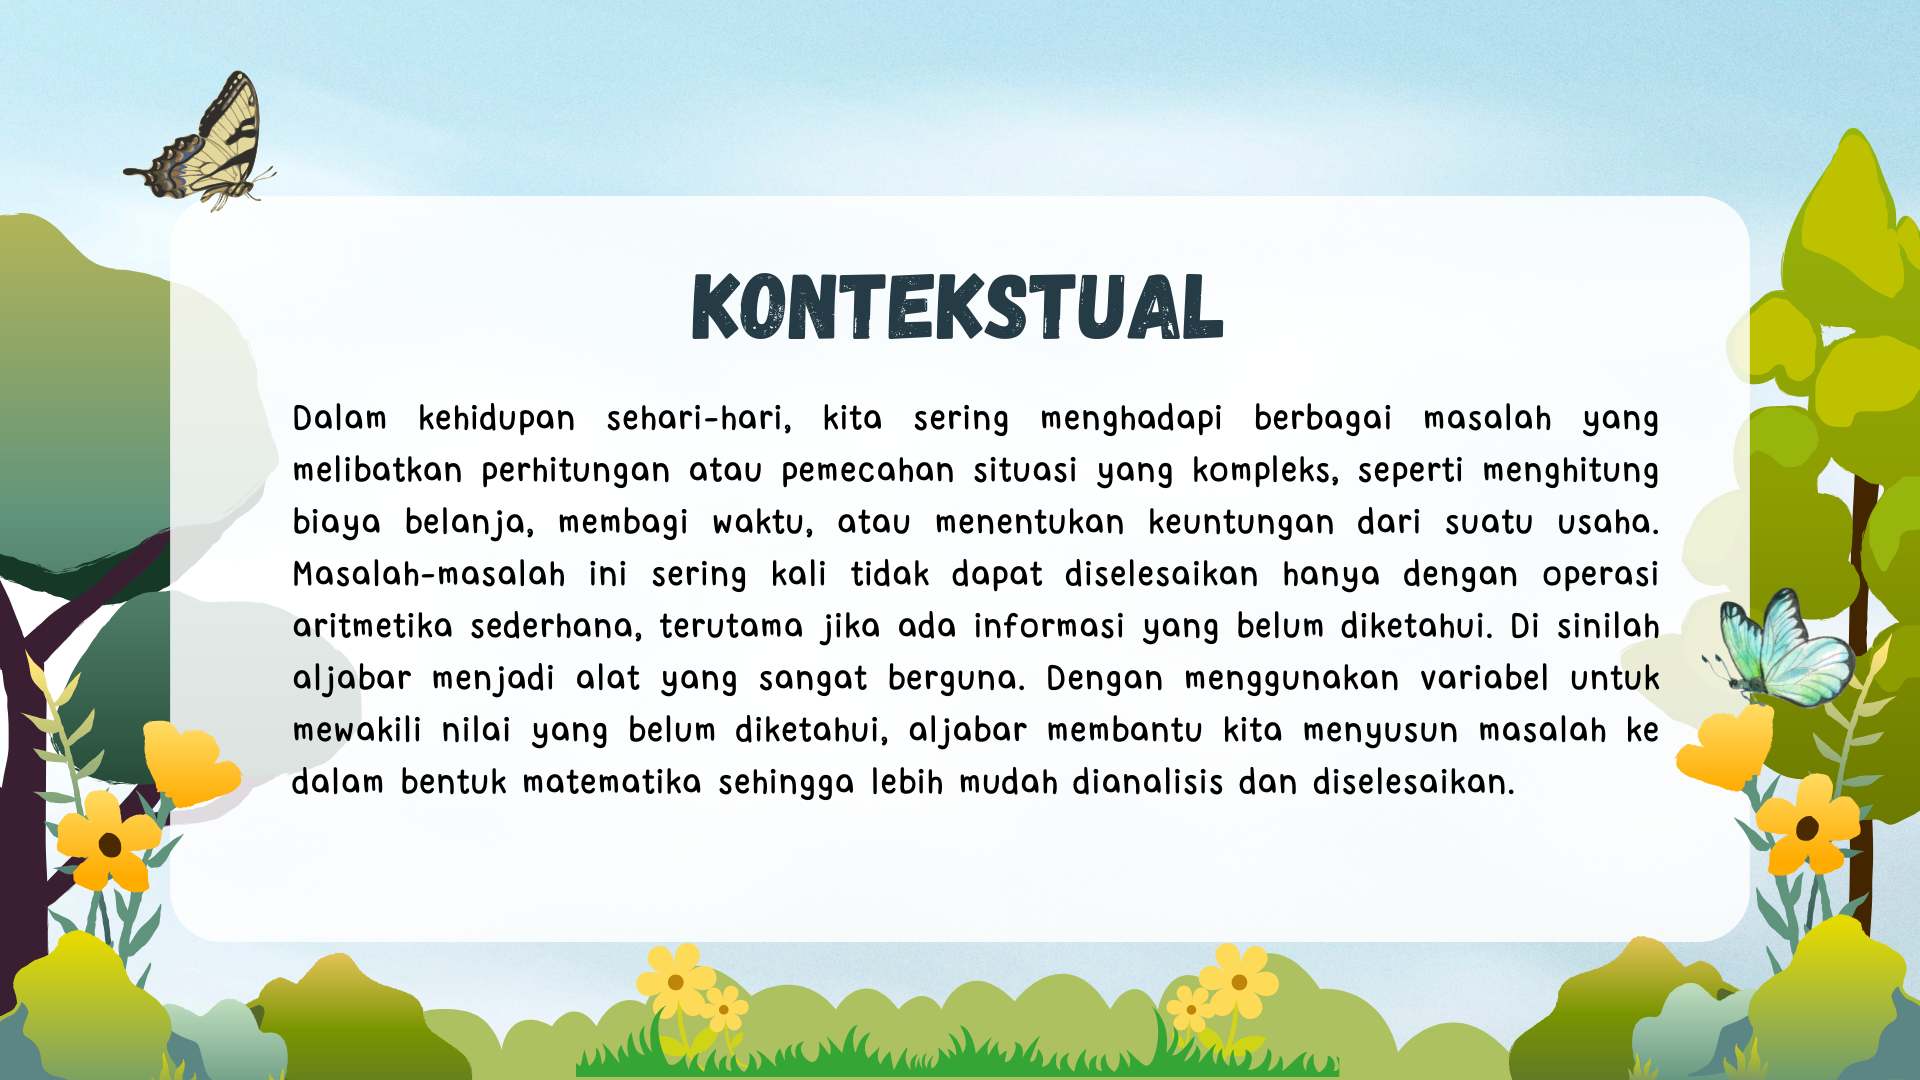 KONTEKSTUAL
Dalam kehidupan sehari-hari, kita sering menghadapi berbagai masalah yang
melibatkan perhitungan atau pemecahan situasi yang kompleks, seperti menghitung
biaya belanja, membagi waktu, atau menentukan keuntungan dari suatu usaha.
Masalah-masalah ini sering kali tidak dapat diselesaikan hanya dengan operasi
aritmetika sederhana, terutama jika ada informasi yang belum diketahui. Di sinilah
aljabar menjadi alat yang sangat berguna. Dengan menggunakan variabel untuk
mewakili nilai yang belum diketahui, aljabar membantu kita menyusun masalah ke
dalam bentuk matematika sehingga lebih mudah dianalisis dan diselesaikan.